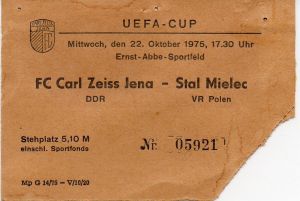 UEFA-CUP
Mittwoch, den 22. Oktober 1975, 17.30 Uhr
Ernst-Abbe-Sportfeld
FC Carl Zeiss Jena – Stal Mielec
DDR VR Polen
Stehplatz 5,10 M
einschl. Sportfonds
№ 05921
Mp G 14/75 – V/10/20